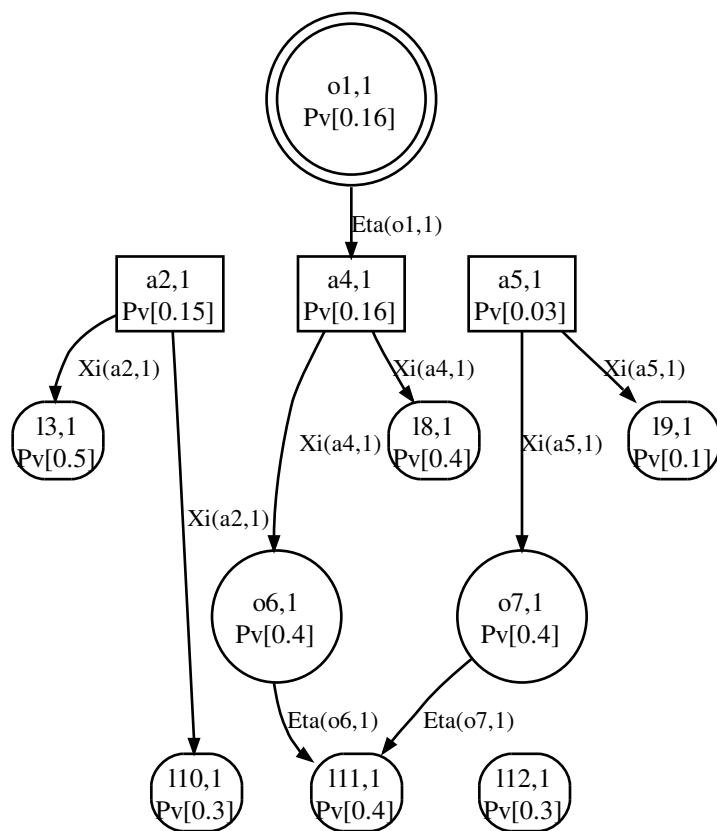 o1,1
Pv[0.16]
Eta(o1,1)
a2,1
Pv[0.15]
a4,1
Pv[0.16]
a5,1
Pv[0.03]
Xi(a2,1)
Xi(a4,1)
Xi(a5,1)
l3,1
Pv[0.5]
l8,1
Pv[0.4]
l9,1
Pv[0.1]
Xi(a4,1)
Xi(a5,1)
Xi(a2,1)
o6,1
Pv[0.4]
o7,1
Pv[0.4]
Eta(o6,1)
Eta(o7,1)
l10,1
Pv[0.3]
l11,1
Pv[0.4]
l12,1
Pv[0.3]